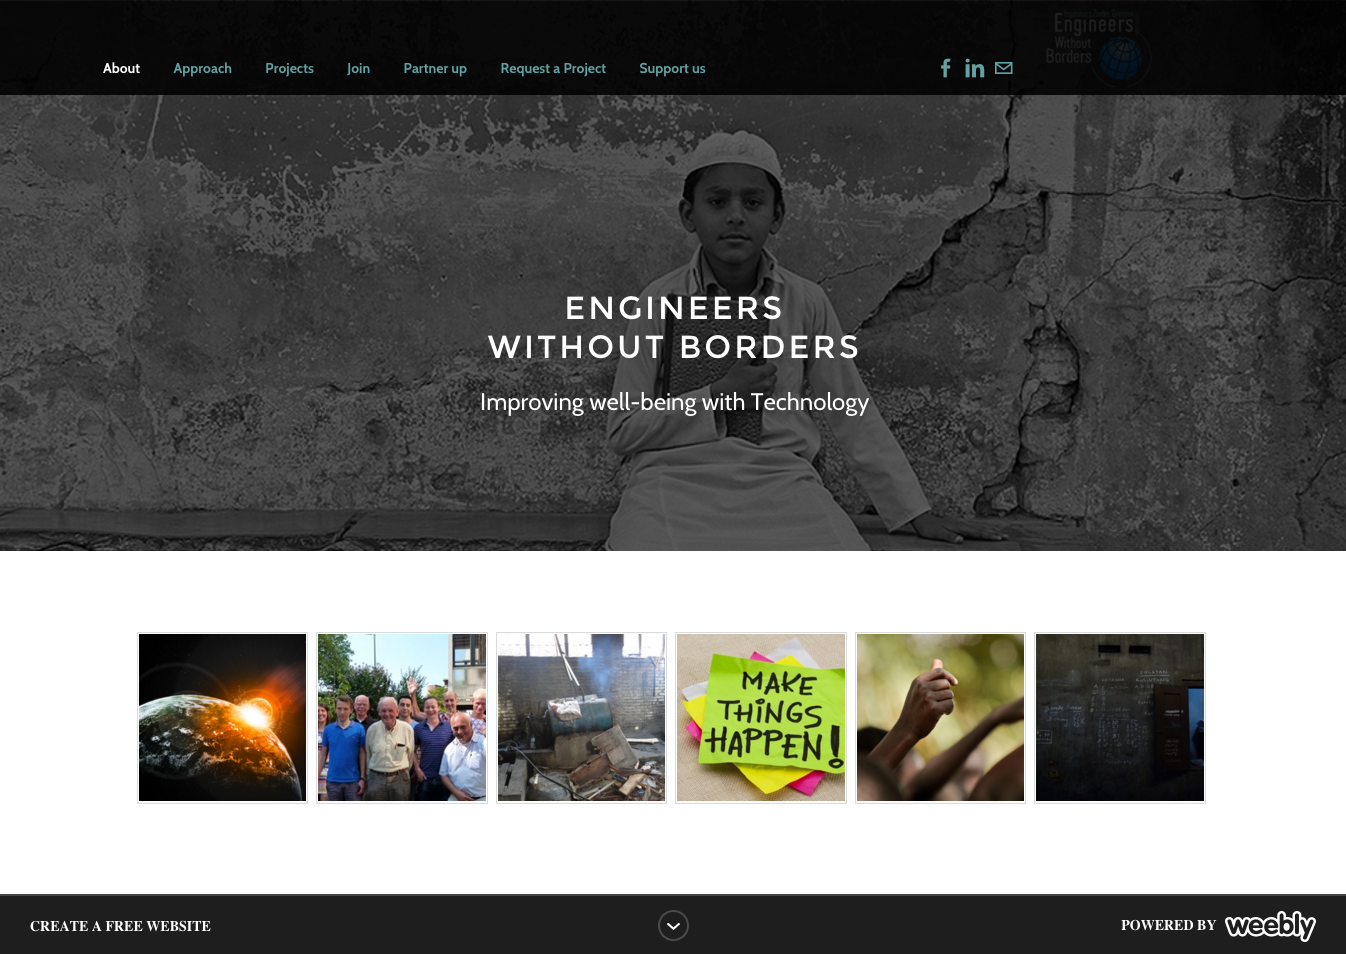 Engineers
Without
Borders
About
Approach
Projects
Join
Partner up
Request a Project
Support us
ENGINEERS
WITHOUT BORDERS
Improving well-being with Technology
MAKE
THINGS
HAPPEN!
CREATE A FREE WEBSITE
POWERED BY weebly